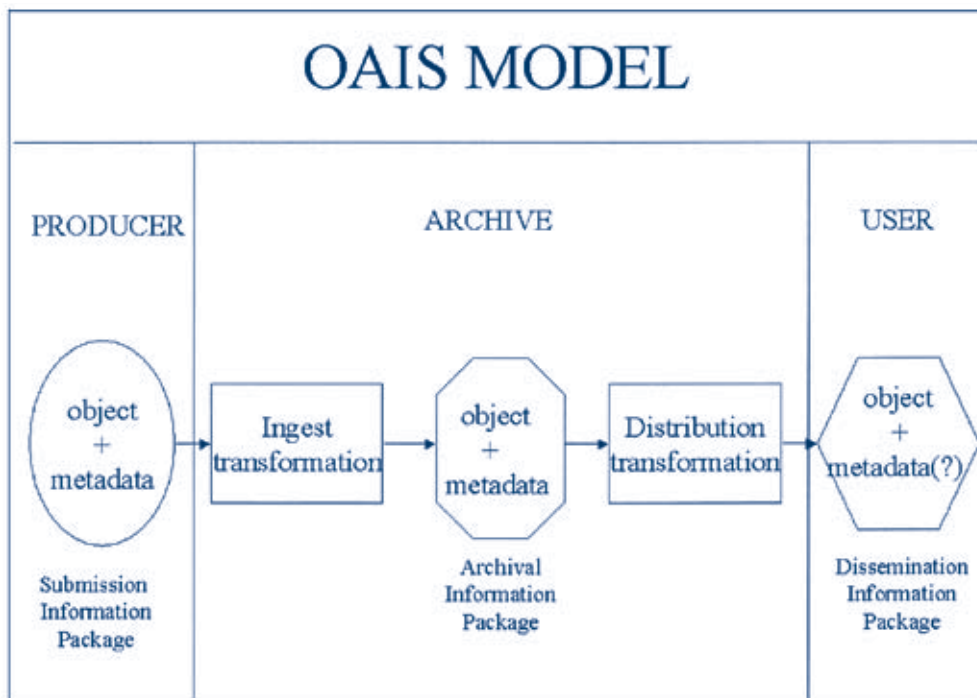 OAIS MODEL
PRODUCER
ARCHIVE
USER
object
+
metadata
Ingest
transformation
object
+
metadata
Distribution
transformation
object
+
metadata(?)
Submission
Information
Package
Archival
Information
Package
Dissemination
Information
Package